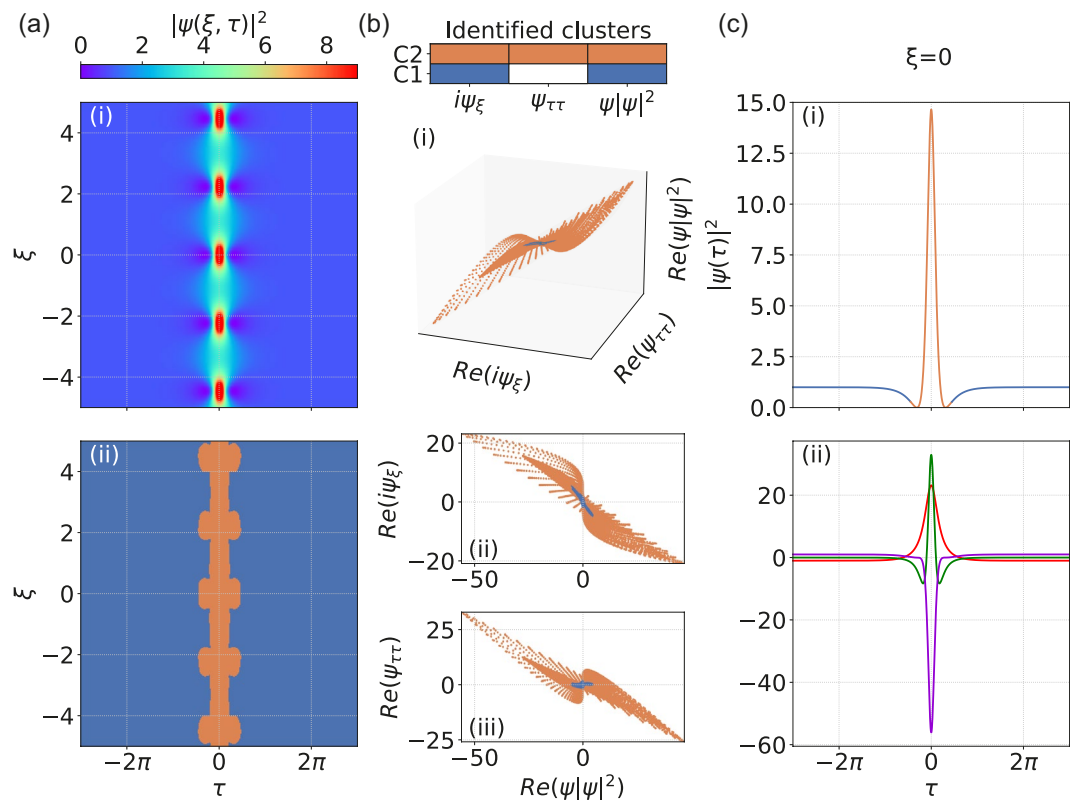 (a)
|ψ(ξ, τ)|²
0 2 4 6 8
(i)
4
2
0
−2
−4
ξ
(ii)
4
2
0
−2
−4
ξ
−2π 0 2π
τ
(b)
Identified clusters
C2
C1
iψ_ξ ψ_ττ ψ|ψ|²
(i)
Re(iψ_ξ)
Re(ψ_ττ)
Re(ψ|ψ|²)
20
0
−20
Re(iψ_ξ)
(ii)
−50 0
25
0
−25
Re(ψ_ττ)
(iii)
−50 0
Re(ψ|ψ|²)
(c)
ξ=0
(i)
15.0
12.5
10.0
7.5
5.0
2.5
0.0
|ψ(τ)|²
(ii)
20
0
−20
−40
−60
−2π 0 2π
τ